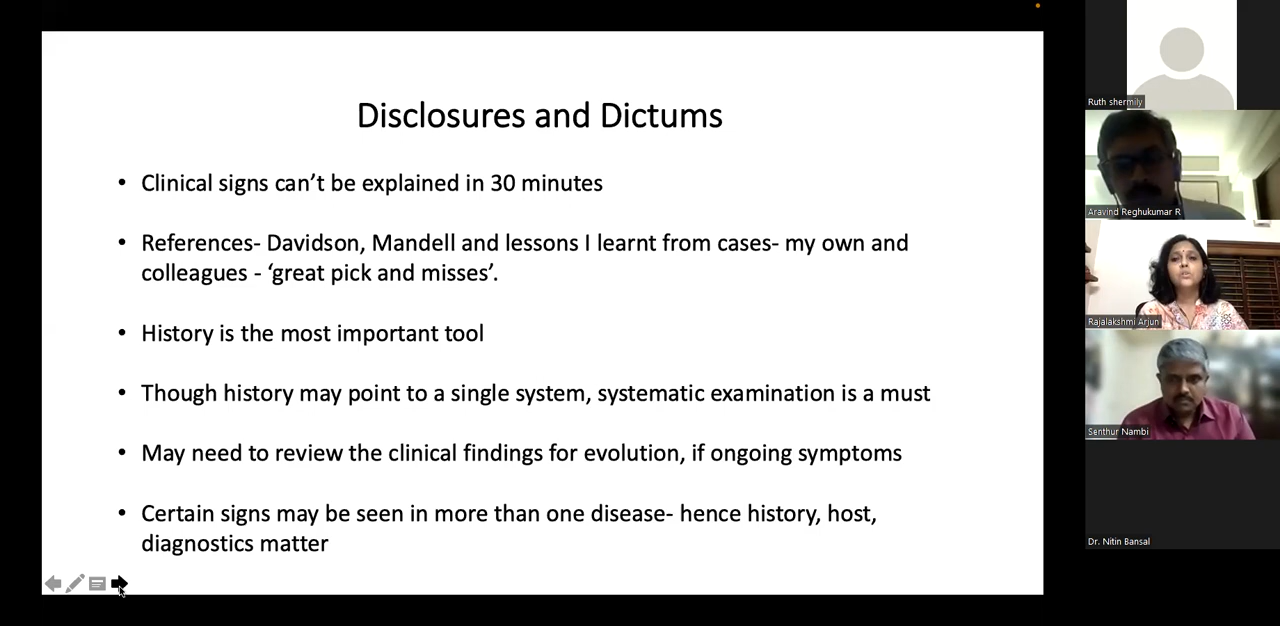 Disclosures and Dictums
• Clinical signs can’t be explained in 30 minutes
• References- Davidson, Mandell and lessons I learnt from cases- my own and
colleagues - ‘great pick and misses’.
• History is the most important tool
• Though history may point to a single system, systematic examination is a must
• May need to review the clinical findings for evolution, if ongoing symptoms
• Certain signs may be seen in more than one disease- hence history, host,
diagnostics matter
Ruth shermily
Aravind Reghukumar R
Rajalakshmi Arjun
Senthur Nambi
Dr. Nitin Bansal